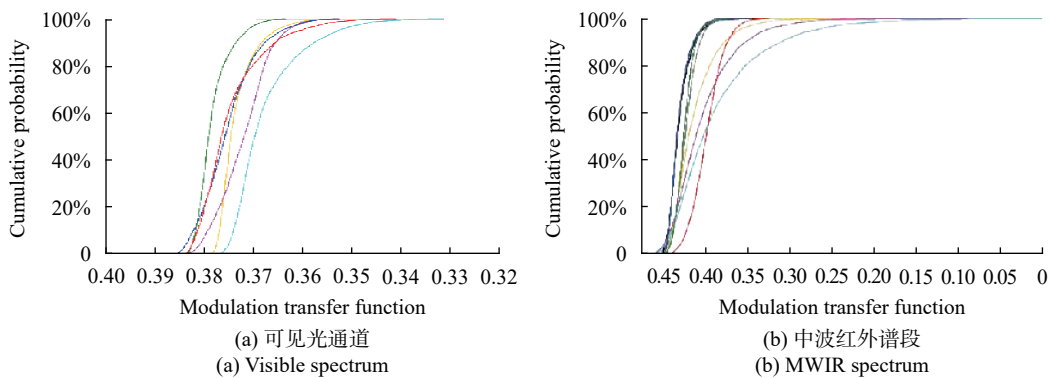 100%
80%
60%
40%
20%
0
Cumulative probability
0.40 0.39 0.38 0.37 0.36 0.35 0.34 0.33 0.32
Modulation transfer function
(a) 可见光通道
(a) Visible spectrum
100%
80%
60%
40%
20%
0
Cumulative probability
0.45 0.40 0.35 0.30 0.25 0.20 0.15 0.10 0.05 0
Modulation transfer function
(b) 中波红外谱段
(b) MWIR spectrum